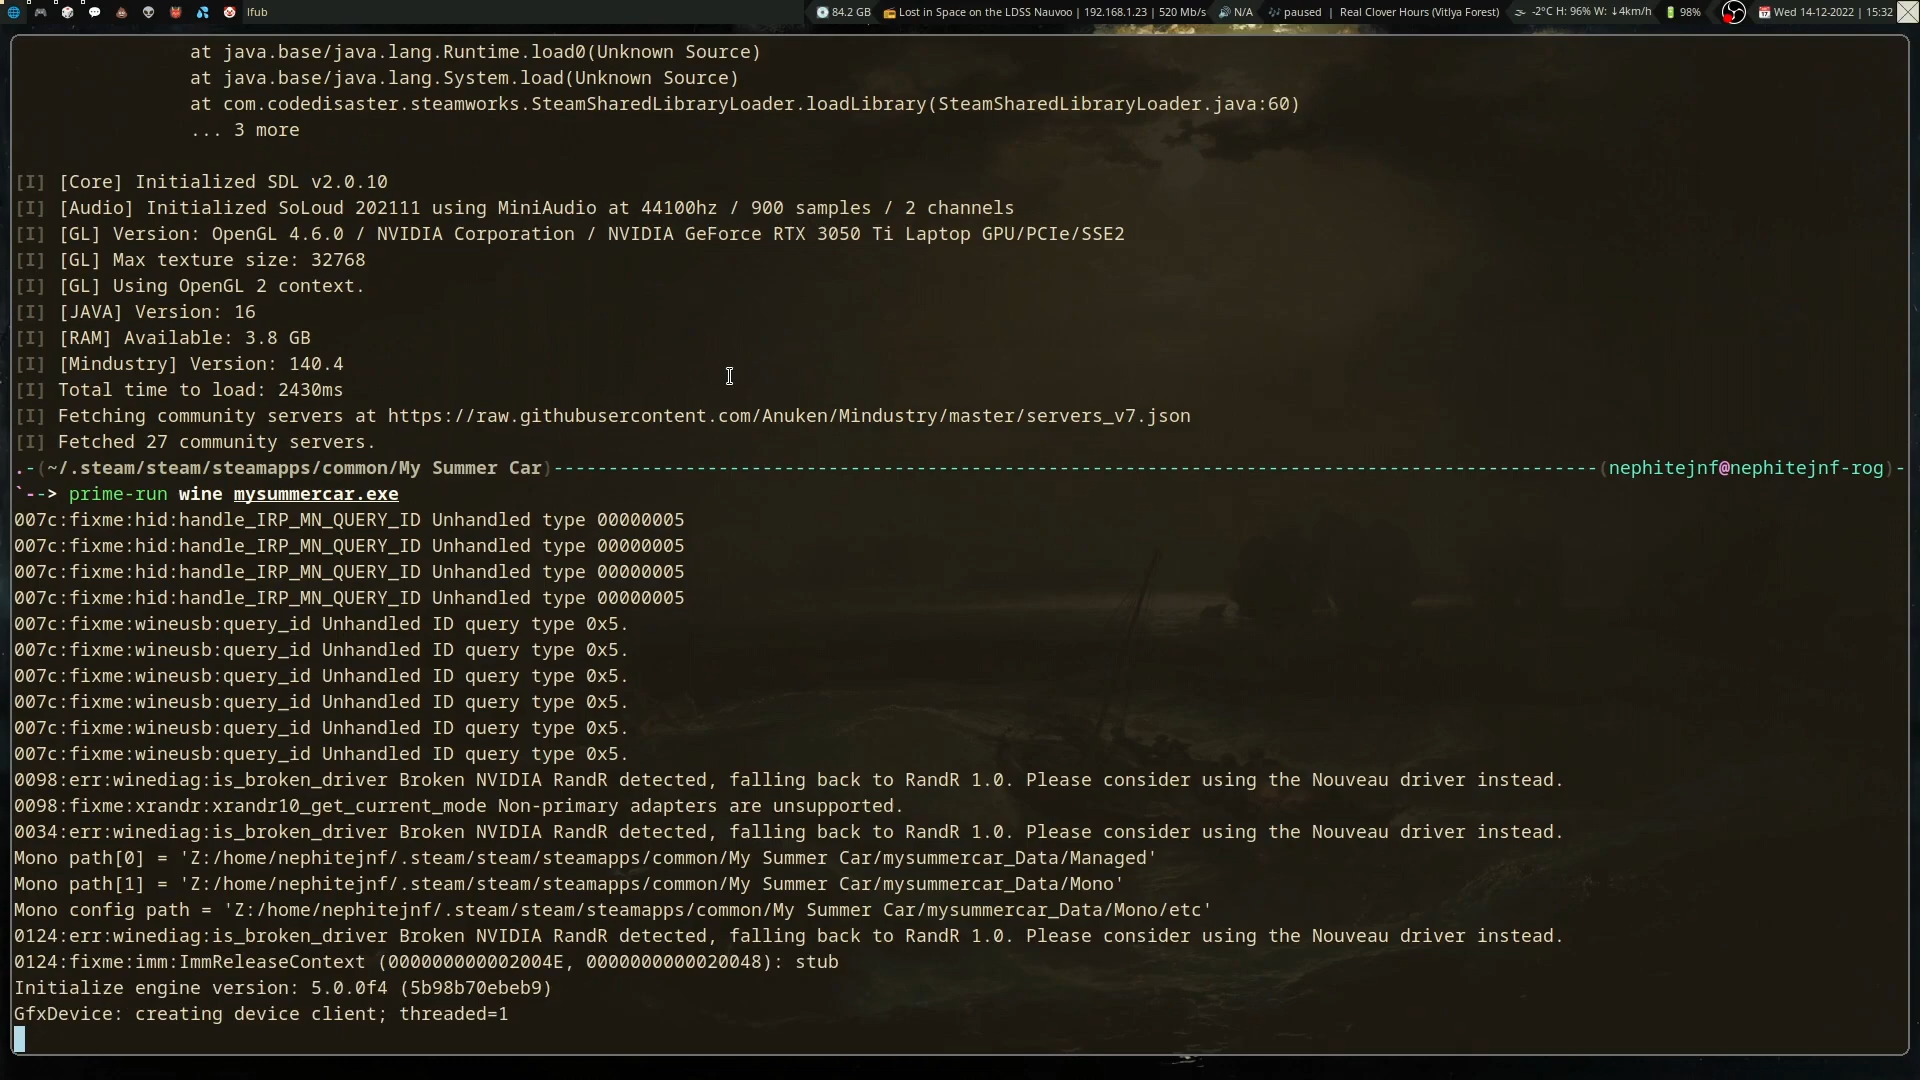 lfub
84.2 GB
Lost in Space on the LDSS Nauvoo | 192.168.1.23 | 520 Mb/s
N/A
paused | Real Clover Hours (Vitlya Forest)
-2°C H: 96% W: ↓4km/h
98%
Wed 14-12-2022 | 15:32
at java.base/java.lang.Runtime.load0(Unknown Source)
at java.base/java.lang.System.load(Unknown Source)
at com.codedisaster.steamworks.SteamSharedLibraryLoader.loadLibrary(SteamSharedLibraryLoader.java:60)
... 3 more
[I] [Core] Initialized SDL v2.0.10
[I] [Audio] Initialized SoLoud 202111 using MiniAudio at 44100hz / 900 samples / 2 channels
[I] [GL] Version: OpenGL 4.6.0 / NVIDIA Corporation / NVIDIA GeForce RTX 3050 Ti Laptop GPU/PCIe/SSE2
[I] [GL] Max texture size: 32768
[I] [GL] Using OpenGL 2 context.
[I] [JAVA] Version: 16
[I] [RAM] Available: 3.8 GB
[I] [Mindustry] Version: 140.4
[I] Total time to load: 2430ms
[I] Fetching community servers at https://raw.githubusercontent.com/Anuken/Mindustry/master/servers_v7.json
[I] Fetched 27 community servers.
.-(~/.steam/steam/steamapps/common/My Summer Car)-----------------------------------------------------------------------------------------------(nephitejnf@nephitejnf-rog)-
`--> prime-run wine mysummercar.exe
007c:fixme:hid:handle_IRP_MN_QUERY_ID Unhandled type 00000005
007c:fixme:hid:handle_IRP_MN_QUERY_ID Unhandled type 00000005
007c:fixme:hid:handle_IRP_MN_QUERY_ID Unhandled type 00000005
007c:fixme:hid:handle_IRP_MN_QUERY_ID Unhandled type 00000005
007c:fixme:wineusb:query_id Unhandled ID query type 0x5.
007c:fixme:wineusb:query_id Unhandled ID query type 0x5.
007c:fixme:wineusb:query_id Unhandled ID query type 0x5.
007c:fixme:wineusb:query_id Unhandled ID query type 0x5.
007c:fixme:wineusb:query_id Unhandled ID query type 0x5.
007c:fixme:wineusb:query_id Unhandled ID query type 0x5.
0098:err:winediag:is_broken_driver Broken NVIDIA RandR detected, falling back to RandR 1.0. Please consider using the Nouveau driver instead.
0098:fixme:xrandr:xrandr10_get_current_mode Non-primary adapters are unsupported.
0034:err:winediag:is_broken_driver Broken NVIDIA RandR detected, falling back to RandR 1.0. Please consider using the Nouveau driver instead.
Mono path[0] = 'Z:/home/nephitejnf/.steam/steam/steamapps/common/My Summer Car/mysummercar_Data/Managed'
Mono path[1] = 'Z:/home/nephitejnf/.steam/steam/steamapps/common/My Summer Car/mysummercar_Data/Mono'
Mono config path = 'Z:/home/nephitejnf/.steam/steam/steamapps/common/My Summer Car/mysummercar_Data/Mono/etc'
0124:err:winediag:is_broken_driver Broken NVIDIA RandR detected, falling back to RandR 1.0. Please consider using the Nouveau driver instead.
0124:fixme:imm:ImmReleaseContext (000000000002004E, 0000000000020048): stub
Initialize engine version: 5.0.0f4 (5b98b70ebeb9)
GfxDevice: creating device client; threaded=1